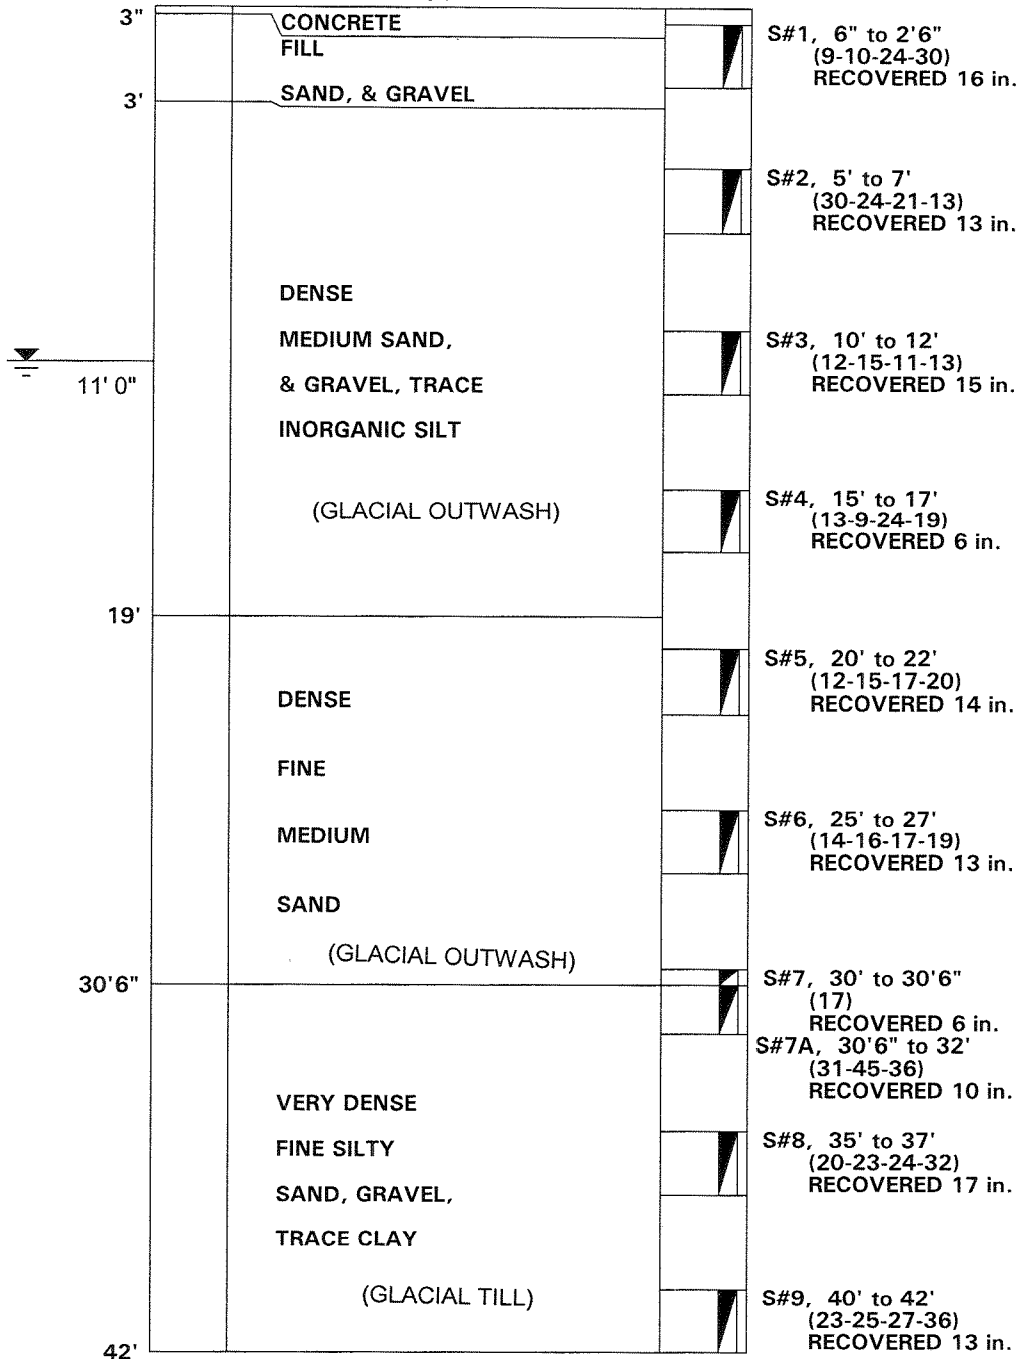 3"
CONCRETE
FILL
SAND, & GRAVEL
3'
S#1, 6" to 2'6"
(9-10-24-30)
RECOVERED 16 in.
S#2, 5' to 7'
(30-24-21-13)
RECOVERED 13 in.
DENSE
MEDIUM SAND,
& GRAVEL, TRACE
INORGANIC SILT
(GLACIAL OUTWASH)
11' 0"
S#3, 10' to 12'
(12-15-11-13)
RECOVERED 15 in.
S#4, 15' to 17'
(13-9-24-19)
RECOVERED 6 in.
19'
DENSE
FINE
MEDIUM
SAND
(GLACIAL OUTWASH)
S#5, 20' to 22'
(12-15-17-20)
RECOVERED 14 in.
S#6, 25' to 27'
(14-16-17-19)
RECOVERED 13 in.
30'6"
S#7, 30' to 30'6"
(17)
RECOVERED 6 in.
S#7A, 30'6" to 32'
(31-45-36)
RECOVERED 10 in.
VERY DENSE
FINE SILTY
SAND, GRAVEL,
TRACE CLAY
(GLACIAL TILL)
S#8, 35' to 37'
(20-23-24-32)
RECOVERED 17 in.
S#9, 40' to 42'
(23-25-27-36)
RECOVERED 13 in.
42'